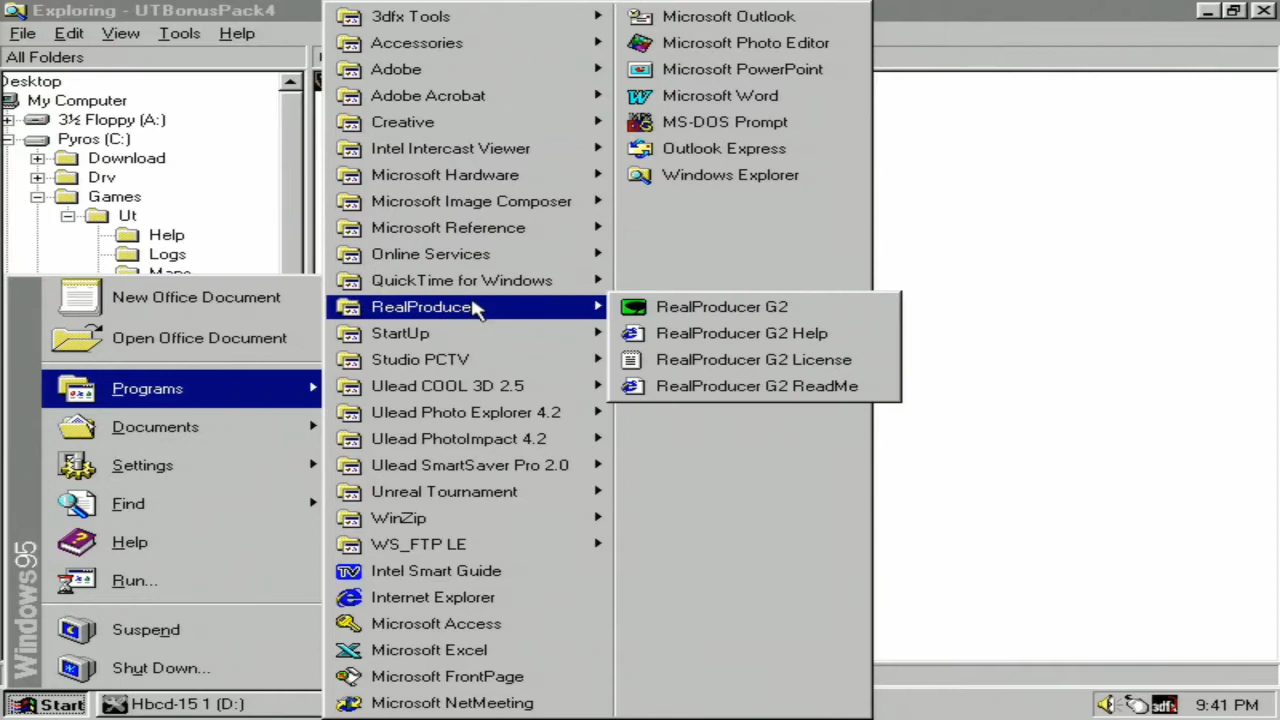 Exploring - UTBonusPack4
File Edit View Tools Help
All Folders
Desktop
My Computer
3½ Floppy (A:)
Pyros (C:)
Download
Drv
Games
Ut
Help
Logs
Maps
New Office Document
Open Office Document
Programs
Documents
Settings
Find
Help
Run...
Suspend
Shut Down...
Windows95
3dfx Tools
Accessories
Adobe
Adobe Acrobat
Creative
Intel Intercast Viewer
Microsoft Hardware
Microsoft Image Composer
Microsoft Reference
Online Services
QuickTime for Windows
RealProducer
StartUp
Studio PCTV
Ulead COOL 3D 2.5
Ulead Photo Explorer 4.2
Ulead PhotoImpact 4.2
Ulead SmartSaver Pro 2.0
Unreal Tournament
WinZip
WS_FTP LE
Intel Smart Guide
Internet Explorer
Microsoft Access
Microsoft Excel
Microsoft FrontPage
Microsoft NetMeeting
Microsoft Outlook
Microsoft Photo Editor
Microsoft PowerPoint
Microsoft Word
MS-DOS Prompt
Outlook Express
Windows Explorer
RealProducer G2
RealProducer G2 Help
RealProducer G2 License
RealProducer G2 ReadMe
Start
Hbcd-15 1 (D:)
3dfx
9:41 PM